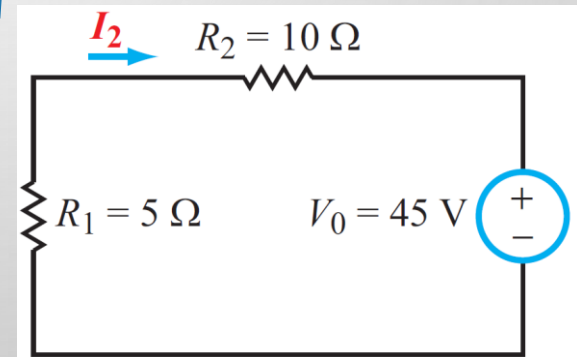 I₂
R₂ = 10 Ω
R₁ = 5 Ω
V₀ = 45 V
+
−